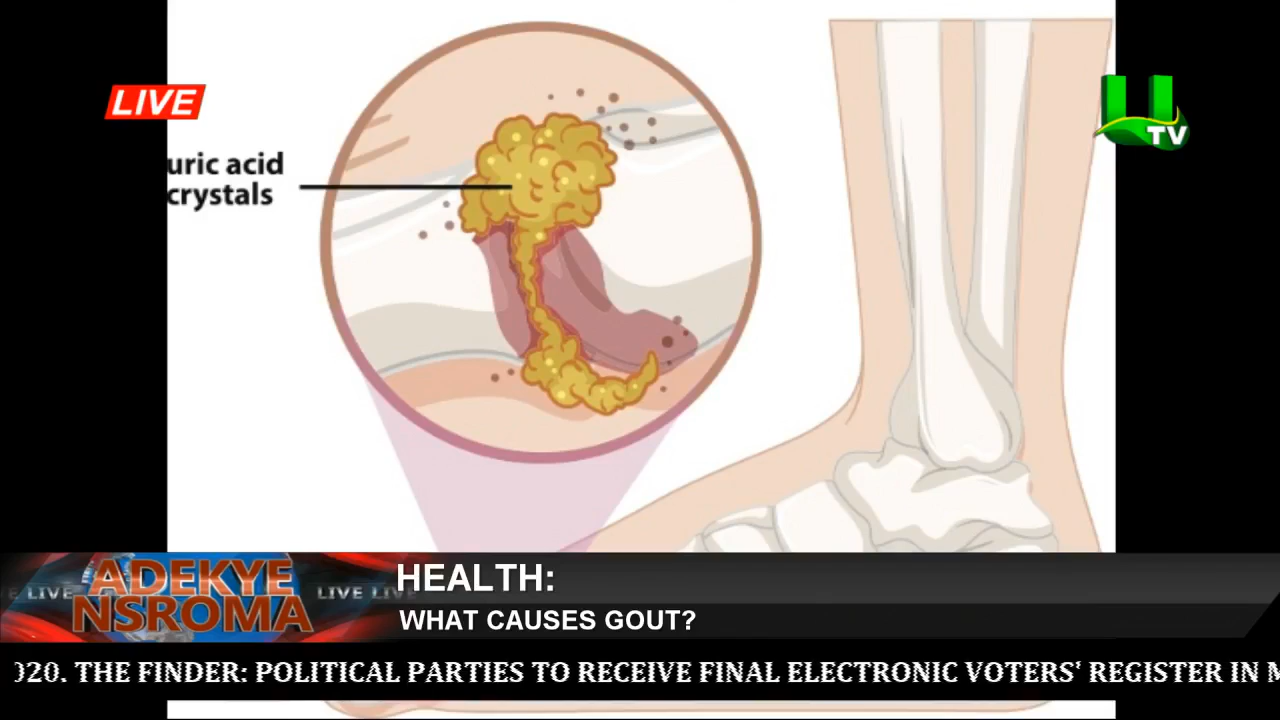 LIVE
U
TV
uric acid
crystals
ADEKYE
NSROMA
LIVE
LIVE
HEALTH:
WHAT CAUSES GOUT?
020. THE FINDER: POLITICAL PARTIES TO RECEIVE FINAL ELECTRONIC VOTERS' REGISTER IN